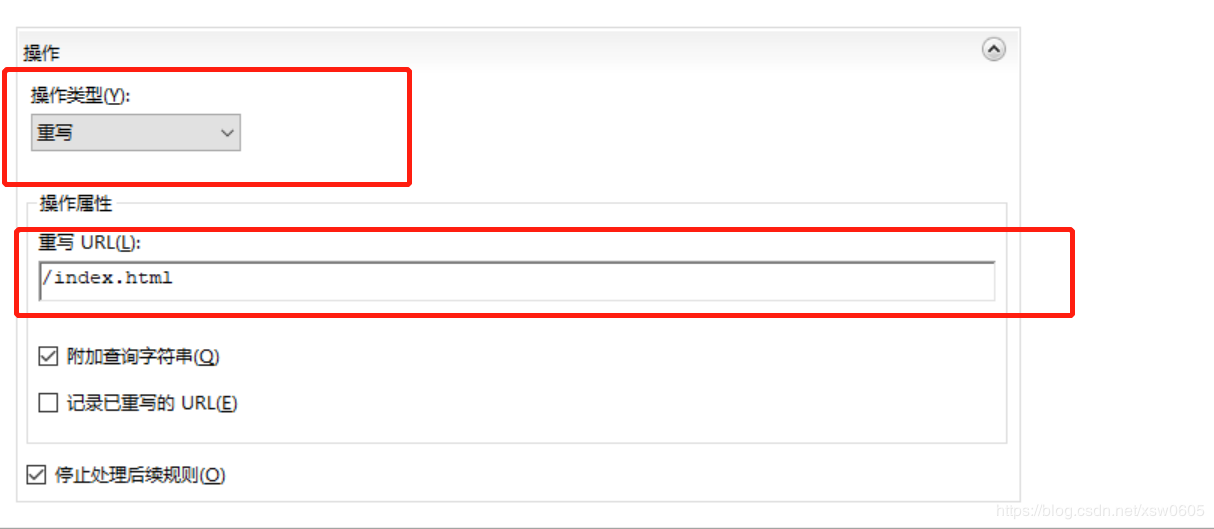 操作
操作类型(Y):
重写
操作属性
重写 URL(L):
/index.html
附加查询字符串(Q)
记录已重写的 URL(E)
停止处理后续规则(O)
https://blog.csdn.net/xsw0605